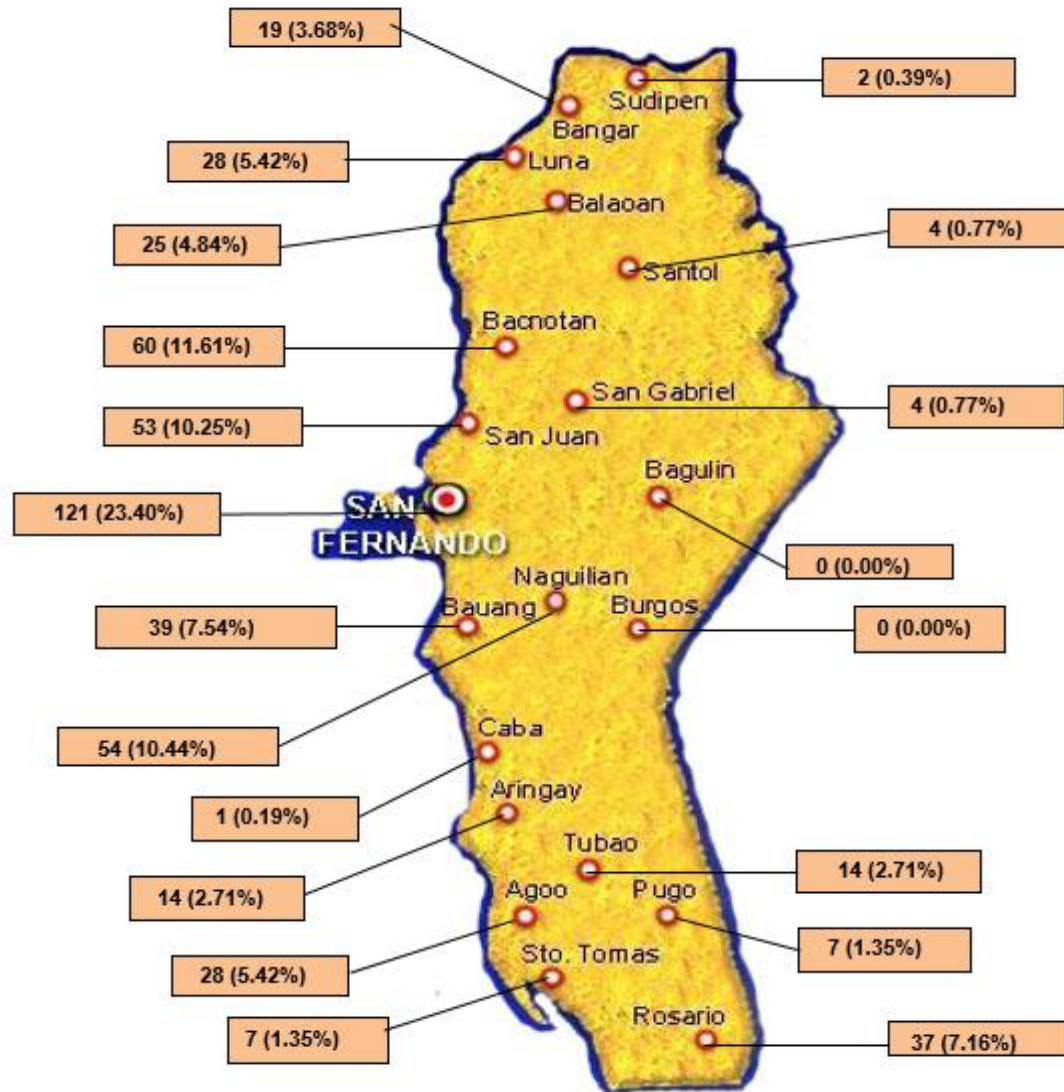 19 (3.68%)
2 (0.39%)
Sudipen
Bangar
28 (5.42%)
Luna
Balaoan
25 (4.84%)
4 (0.77%)
Santol
Bacnotan
60 (11.61%)
San Gabriel
4 (0.77%)
53 (10.25%)
San Juan
Bagulin
121 (23.40%)
SAN
FERNANDO
0 (0.00%)
Naguilian
Bauang
Burgos
39 (7.54%)
0 (0.00%)
Caba
54 (10.44%)
Aringay
1 (0.19%)
Tubao
14 (2.71%)
14 (2.71%)
Agoo
Pugo
7 (1.35%)
Sto. Tomas
28 (5.42%)
Rosario
7 (1.35%)
37 (7.16%)